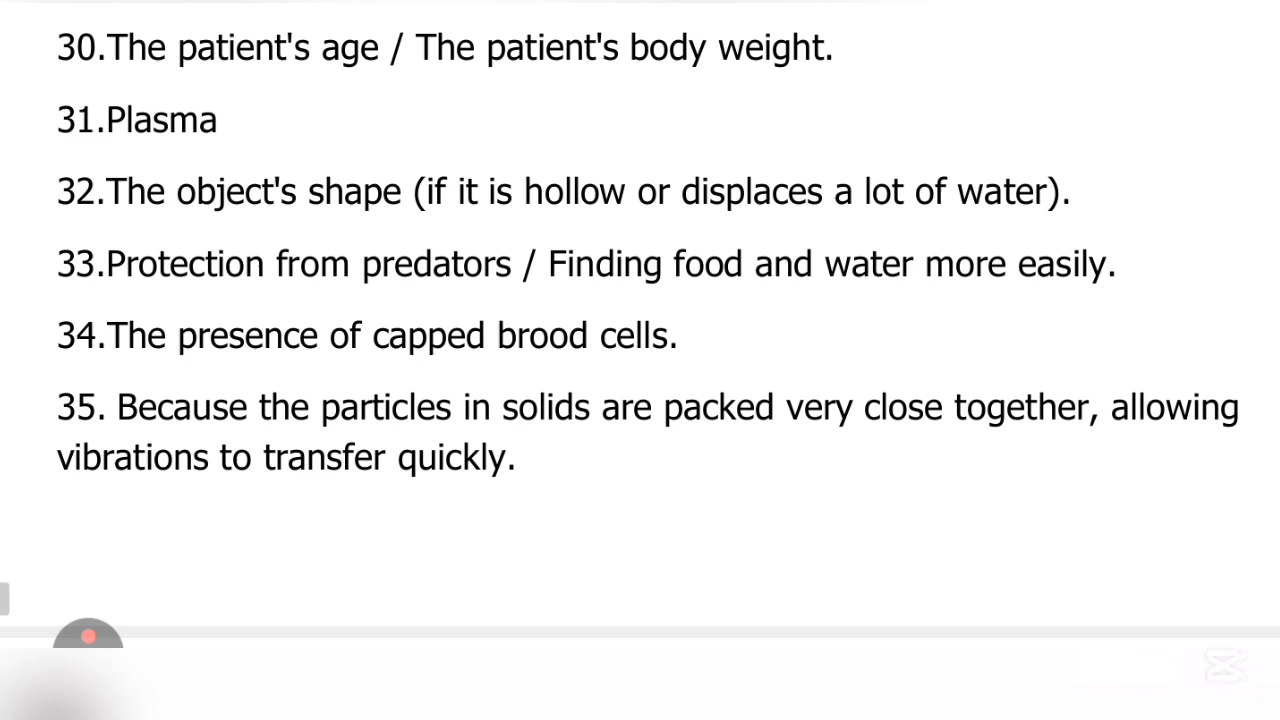 30.The patient's age / The patient's body weight.
31.Plasma
32.The object's shape (if it is hollow or displaces a lot of water).
33.Protection from predators / Finding food and water more easily.
34.The presence of capped brood cells.
35. Because the particles in solids are packed very close together, allowing
vibrations to transfer quickly.